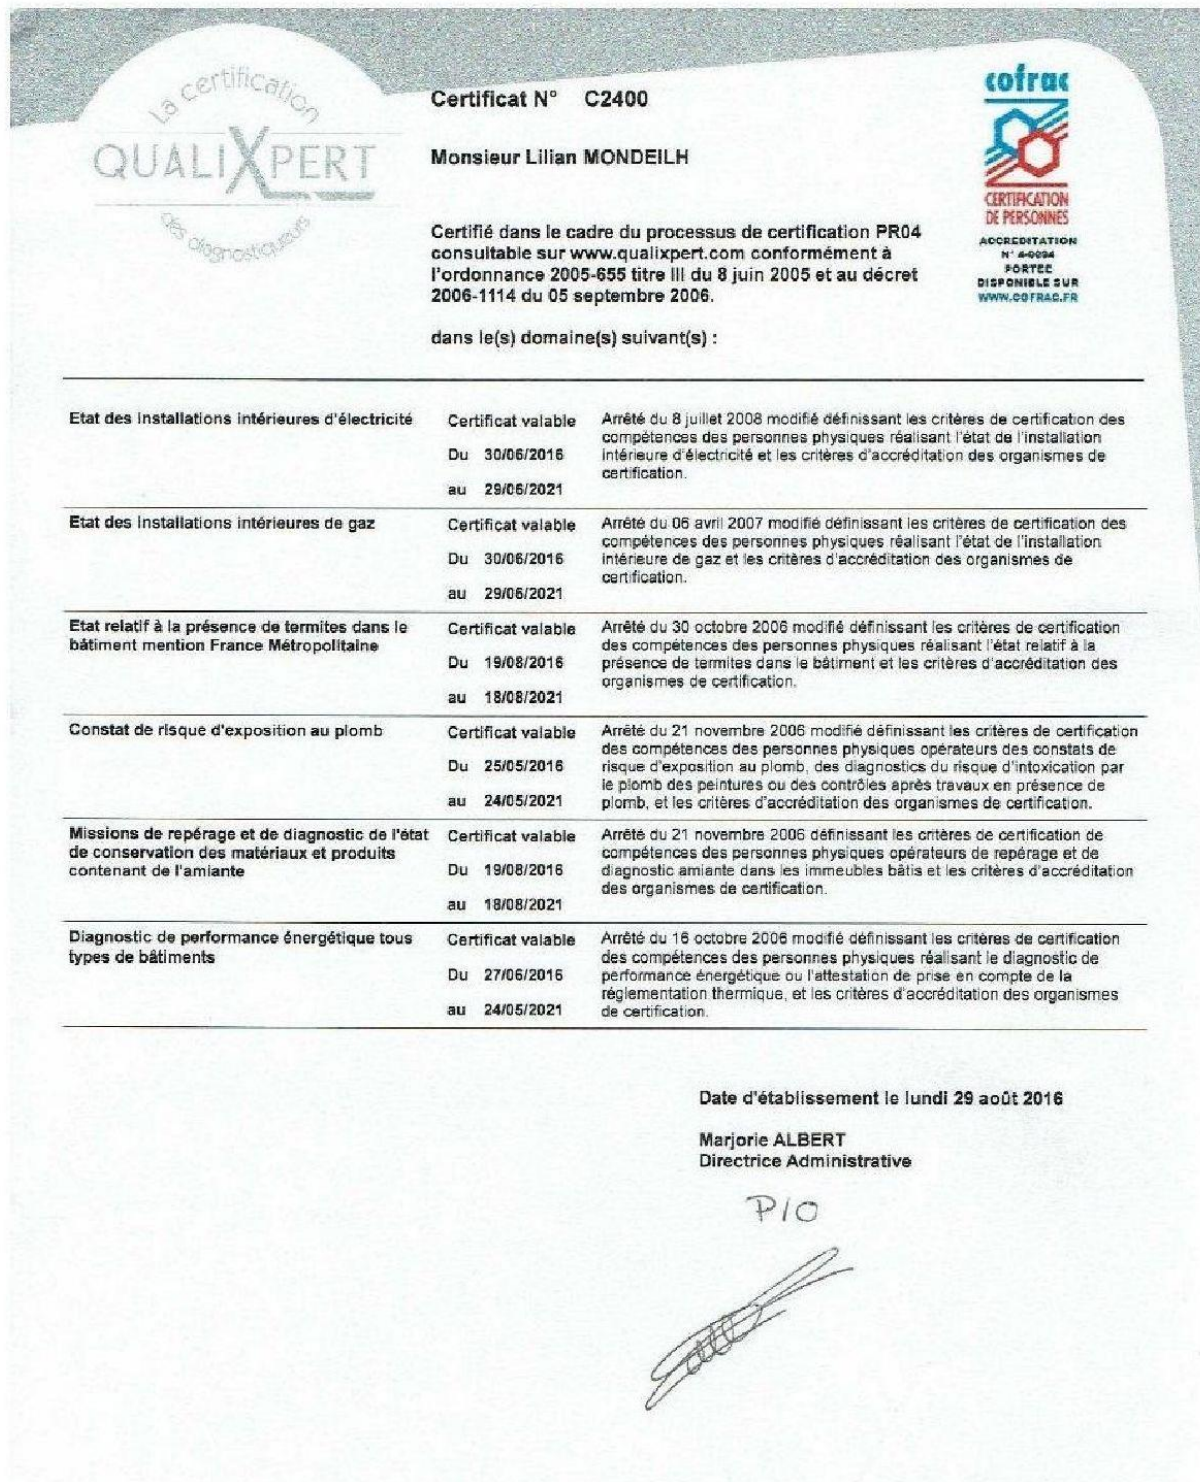 La certification
QUALIXPERT
des diagnostiqueurs
Certificat N° C2400
Monsieur Lilian MONDEILH
Certifié dans le cadre du processus de certification PR04
consultable sur www.qualixpert.com conformément à
l'ordonnance 2005-655 titre III du 8 juin 2005 et au décret
2006-1114 du 05 septembre 2006.
dans le(s) domaine(s) suivant(s) :
cofrac
CERTIFICATION
DE PERSONNES
ACCREDITATION
N° 4-0094
PORTEE
DISPONIBLE SUR
WWW.COFRAC.FR
Etat des installations intérieures d'électricité
Certificat valable
Du 30/06/2016
au 29/06/2021
Arrêté du 8 juillet 2008 modifié définissant les critères de certification des
compétences des personnes physiques réalisant l'état de l'installation
intérieure d'électricité et les critères d'accréditation des organismes de
certification.
Etat des installations intérieures de gaz
Certificat valable
Du 30/06/2016
au 29/06/2021
Arrêté du 06 avril 2007 modifié définissant les critères de certification des
compétences des personnes physiques réalisant l'état de l'installation
intérieure de gaz et les critères d'accréditation des organismes de
certification.
Etat relatif à la présence de termites dans le
bâtiment mention France Métropolitaine
Certificat valable
Du 19/08/2016
au 18/08/2021
Arrêté du 30 octobre 2006 modifié définissant les critères de certification
des compétences des personnes physiques réalisant l'état relatif à la
présence de termites dans le bâtiment et les critères d'accréditation des
organismes de certification.
Constat de risque d'exposition au plomb
Certificat valable
Du 25/05/2016
au 24/05/2021
Arrêté du 21 novembre 2006 modifié définissant les critères de certification
des compétences des personnes physiques opérateurs des constats de
risque d'exposition au plomb, des diagnostics du risque d'intoxication par
le plomb des peintures ou des contrôles après travaux en présence de
plomb, et les critères d'accréditation des organismes de certification.
Missions de repérage et de diagnostic de l'état
de conservation des matériaux et produits
contenant de l'amiante
Certificat valable
Du 19/08/2016
au 18/08/2021
Arrêté du 21 novembre 2006 définissant les critères de certification de
compétences des personnes physiques opérateurs de repérage et de
diagnostic amiante dans les immeubles bâtis et les critères d'accréditation
des organismes de certification.
Diagnostic de performance énergétique tous
types de bâtiments
Certificat valable
Du 27/06/2016
au 24/05/2021
Arrêté du 16 octobre 2006 modifié définissant les critères de certification
des compétences des personnes physiques réalisant le diagnostic de
performance énergétique ou l'attestation de prise en compte de la
réglementation thermique, et les critères d'accréditation des organismes
de certification.
Date d'établissement le lundi 29 août 2016
Marjorie ALBERT
Directrice Administrative
P/O